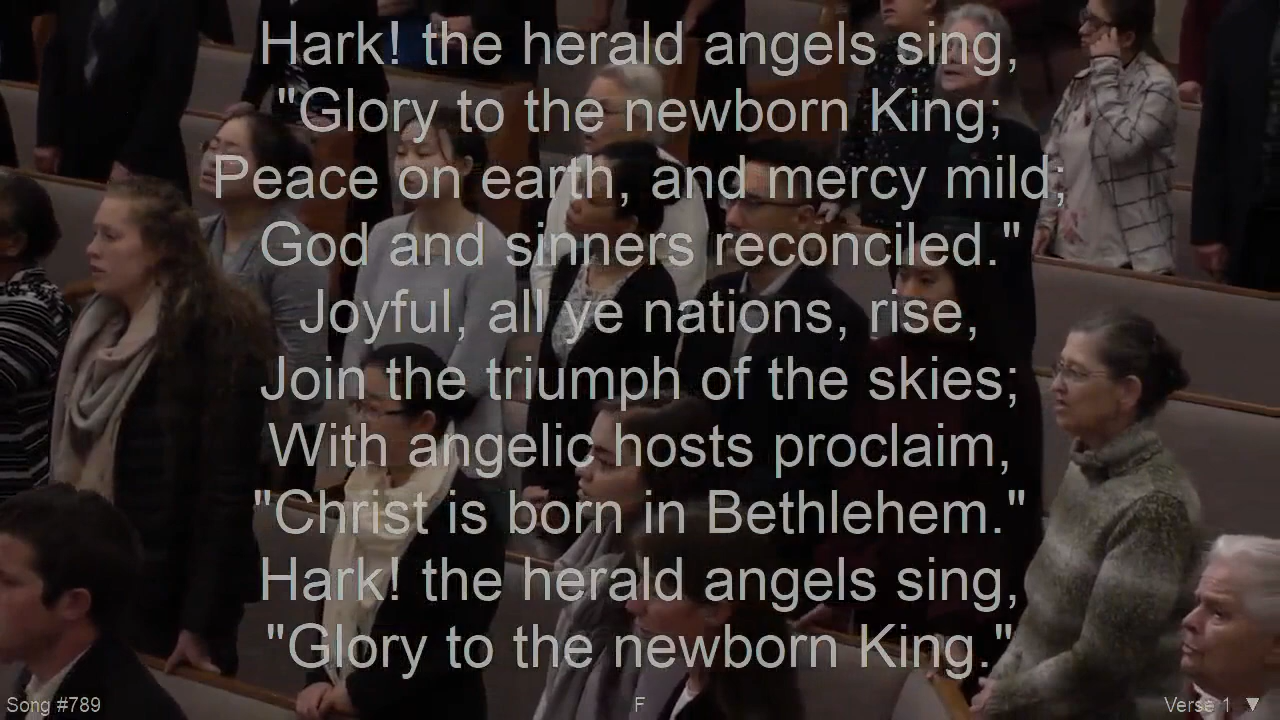 Hark! the herald angels sing,
"Glory to the newborn King;
Peace on earth, and mercy mild;
God and sinners reconciled."
Joyful, all ye nations, rise,
Join the triumph of the skies;
With angelic hosts proclaim,
"Christ is born in Bethlehem."
Hark! the herald angels sing,
"Glory to the newborn King."
Song #789 F Verse 1 ▼